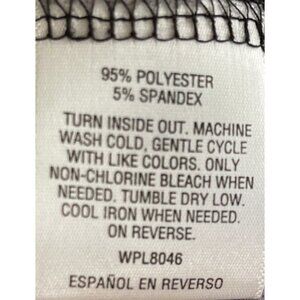 95% POLYESTER
5% SPANDEX
TURN INSIDE OUT. MACHINE
WASH COLD, GENTLE CYCLE
WITH LIKE COLORS. ONLY
NON-CHLORINE BLEACH WHEN
NEEDED. TUMBLE DRY LOW.
COOL IRON WHEN NEEDED.
ON REVERSE.
WPL8046
ESPAÑOL EN REVERSO